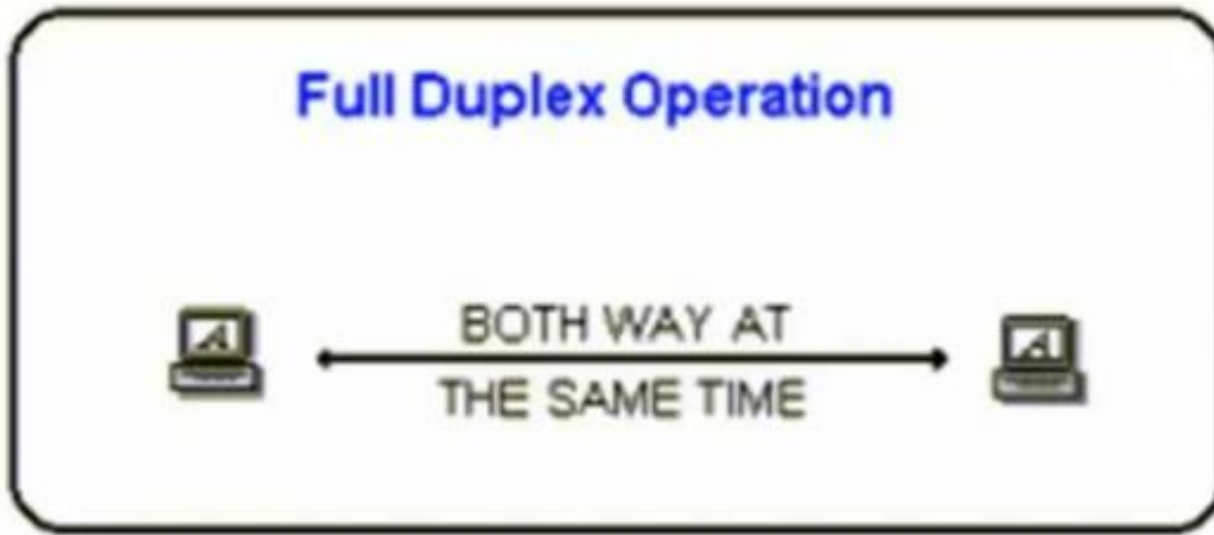 Full Duplex Operation
BOTH WAY AT
THE SAME TIME
A
A